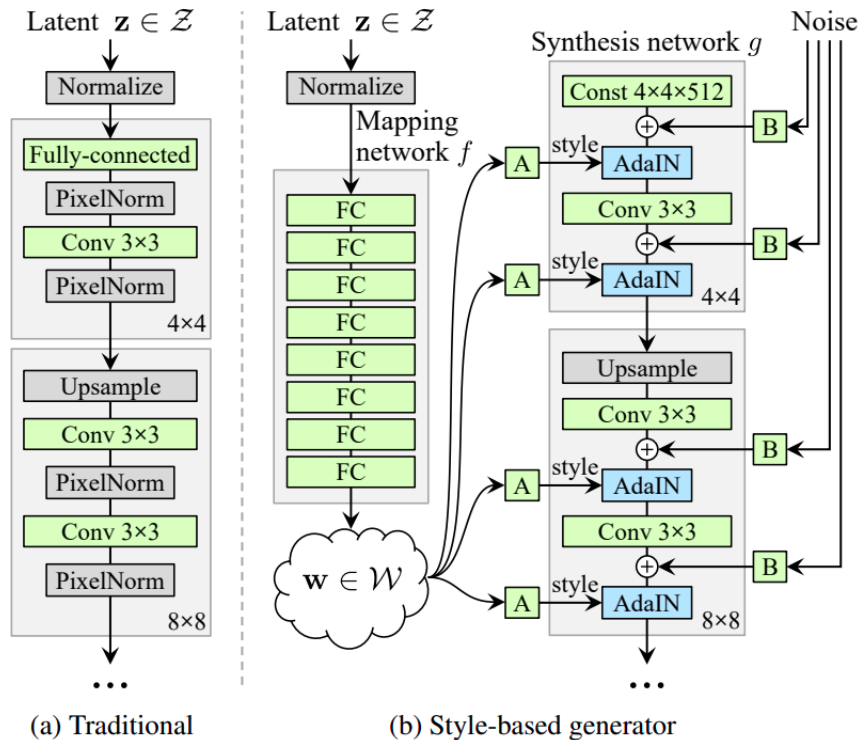 Latent z ∈ 𝒵
Normalize
Fully-connected
PixelNorm
Conv 3×3
PixelNorm
4×4
Upsample
Conv 3×3
PixelNorm
Conv 3×3
PixelNorm
8×8
...
(a) Traditional
Latent z ∈ 𝒵
Normalize
Mapping
network f
FC
FC
FC
FC
FC
FC
FC
FC
w ∈ 𝒲
Synthesis network g
Noise
Const 4×4×512
+
B
A
style
AdaIN
Conv 3×3
+
B
A
style
AdaIN
4×4
Upsample
Conv 3×3
+
B
A
style
AdaIN
Conv 3×3
+
B
A
style
AdaIN
8×8
...
(b) Style-based generator